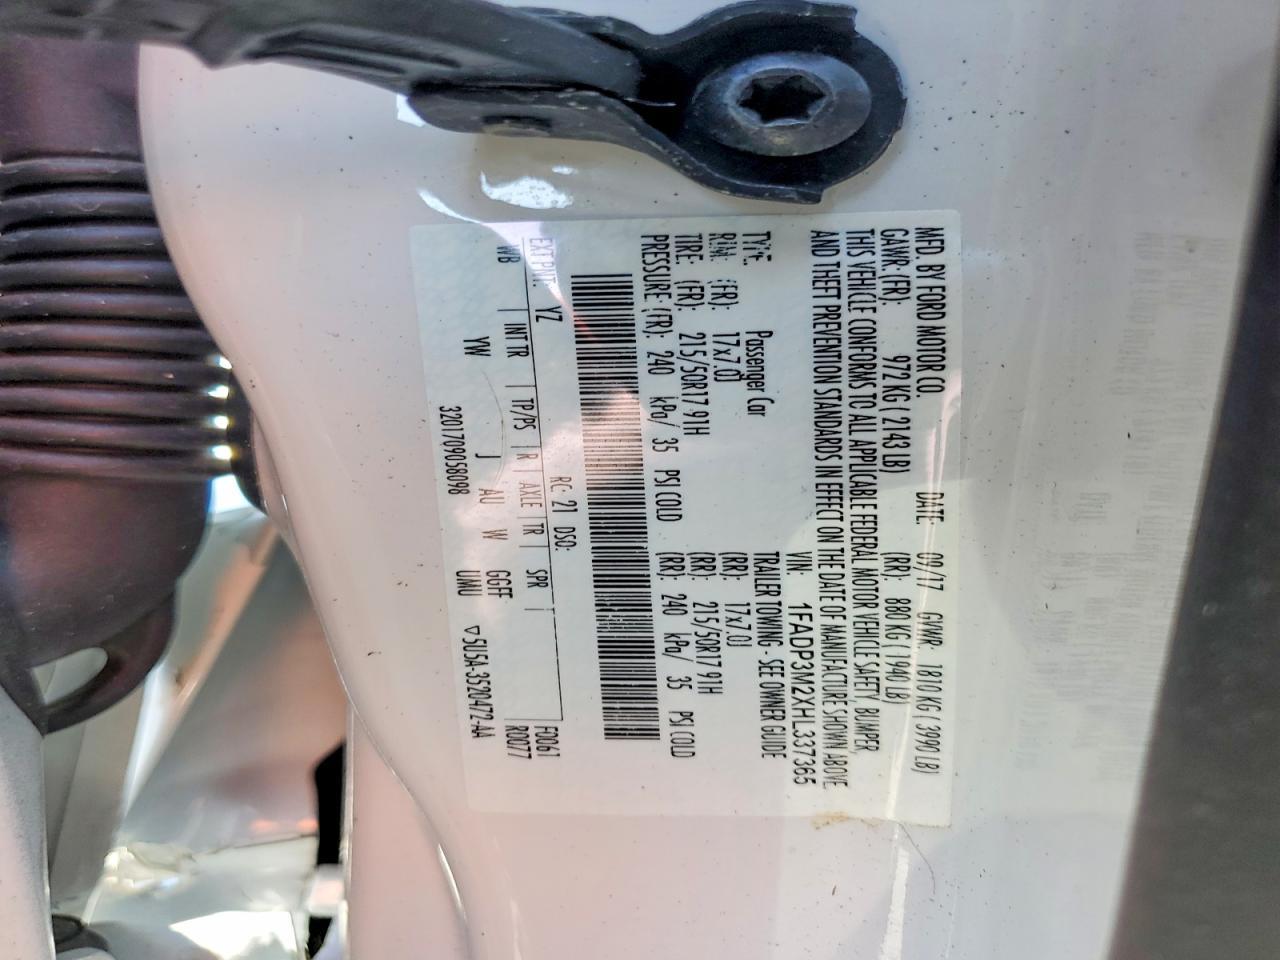 MFD. BY FORD MOTOR CO. DATE: 09/17 GVWR: 1810 KG ( 3990 LB)
GAWR: (FR): 972 KG ( 2143 LB) (RR): 880 KG ( 1940 LB)
THIS VEHICLE CONFORMS TO ALL APPLICABLE FEDERAL MOTOR VEHICLE SAFETY, BUMPER,
AND THEFT PREVENTION STANDARDS IN EFFECT ON THE DATE OF MANUFACTURE SHOWN ABOVE.
VIN: 1FADP3M2XHL337365
TYPE: Passenger Car TRAILER TOWING - SEE OWNER GUIDE
RIM: (FR): 17x7.0J (RR): 17x7.0J
TIRE: (FR): 215/50R17 91H (RR): 215/50R17 91H
PRESSURE (FR): 240 kPa/ 35 PSI COLD (RR): 240 kPa/ 35 PSI COLD
RC: 21 DSO:
EXT PNT: YZ F0061
WB INT TR TP/PS R AXLE TR SPR R0077
YW J AU W GGFF
UMU ▽5U5A-3520472-AA
3201709058098